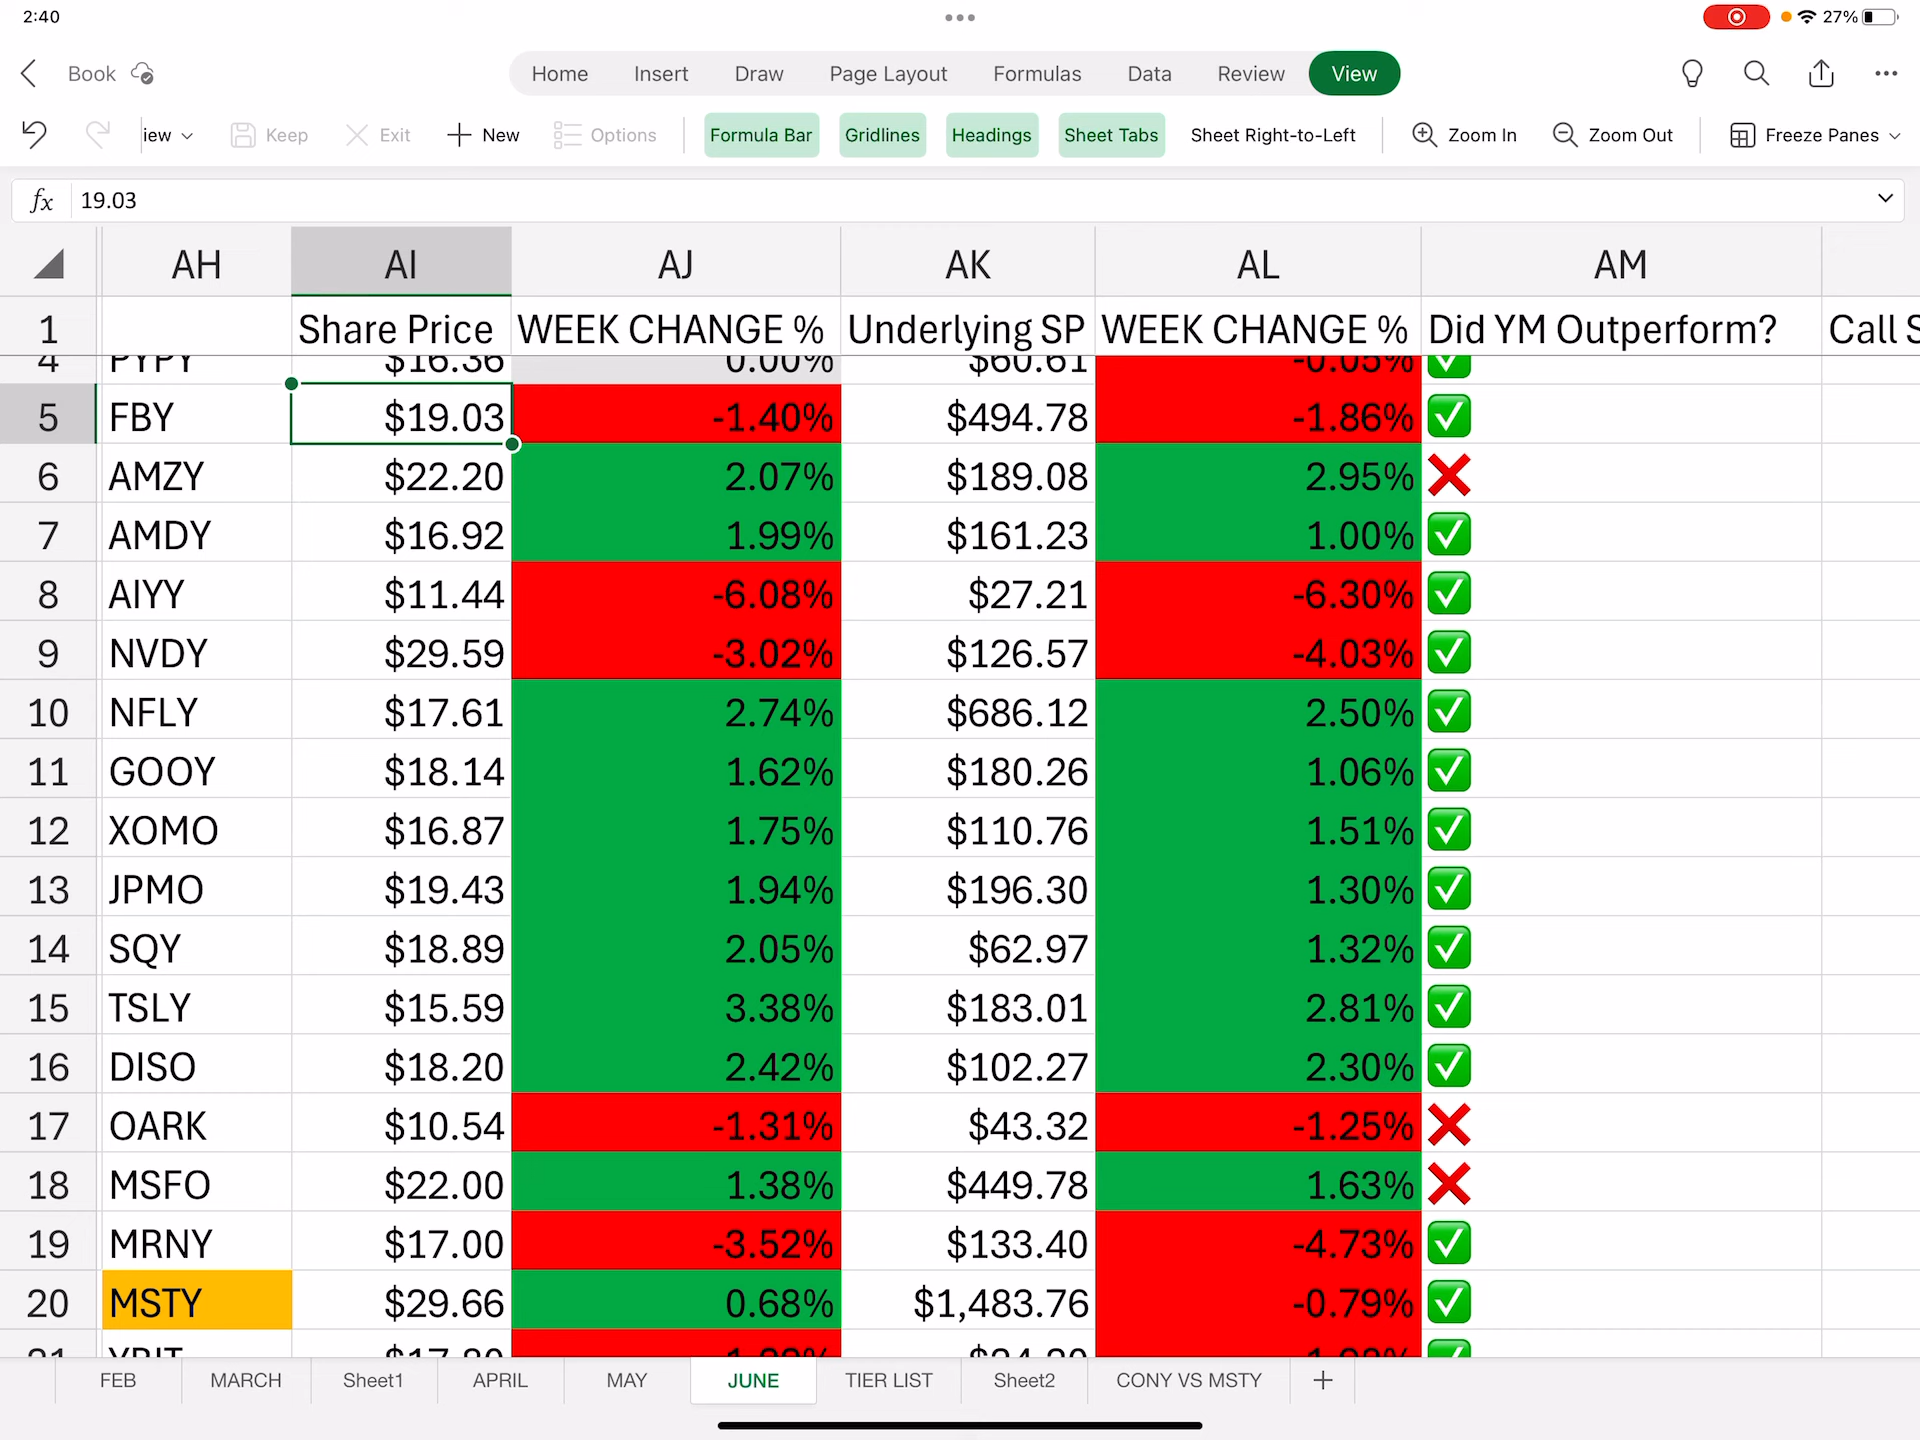 2:40
27%
Book
Home Insert Draw Page Layout Formulas Data Review View
iew Keep Exit New Options Formula Bar Gridlines Headings Sheet Tabs Sheet Right-to-Left Zoom In Zoom Out Freeze Panes
fx 19.03
AH AI AJ AK AL AM
1 Share Price WEEK CHANGE % Underlying SP WEEK CHANGE % Did YM Outperform? Call S
4 PYPY $16.36 0.00% $60.61 -0.05% ✅
5 FBY $19.03 -1.40% $494.78 -1.86% ✅
6 AMZY $22.20 2.07% $189.08 2.95% ❌
7 AMDY $16.92 1.99% $161.23 1.00% ✅
8 AIYY $11.44 -6.08% $27.21 -6.30% ✅
9 NVDY $29.59 -3.02% $126.57 -4.03% ✅
10 NFLY $17.61 2.74% $686.12 2.50% ✅
11 GOOY $18.14 1.62% $180.26 1.06% ✅
12 XOMO $16.87 1.75% $110.76 1.51% ✅
13 JPMO $19.43 1.94% $196.30 1.30% ✅
14 SQY $18.89 2.05% $62.97 1.32% ✅
15 TSLY $15.59 3.38% $183.01 2.81% ✅
16 DISO $18.20 2.42% $102.27 2.30% ✅
17 OARK $10.54 -1.31% $43.32 -1.25% ❌
18 MSFO $22.00 1.38% $449.78 1.63% ❌
19 MRNY $17.00 -3.52% $133.40 -4.73% ✅
20 MSTY $29.66 0.68% $1,483.76 -0.79% ✅
21 YBIT
FEB MARCH Sheet1 APRIL MAY JUNE TIER LIST Sheet2 CONY VS MSTY